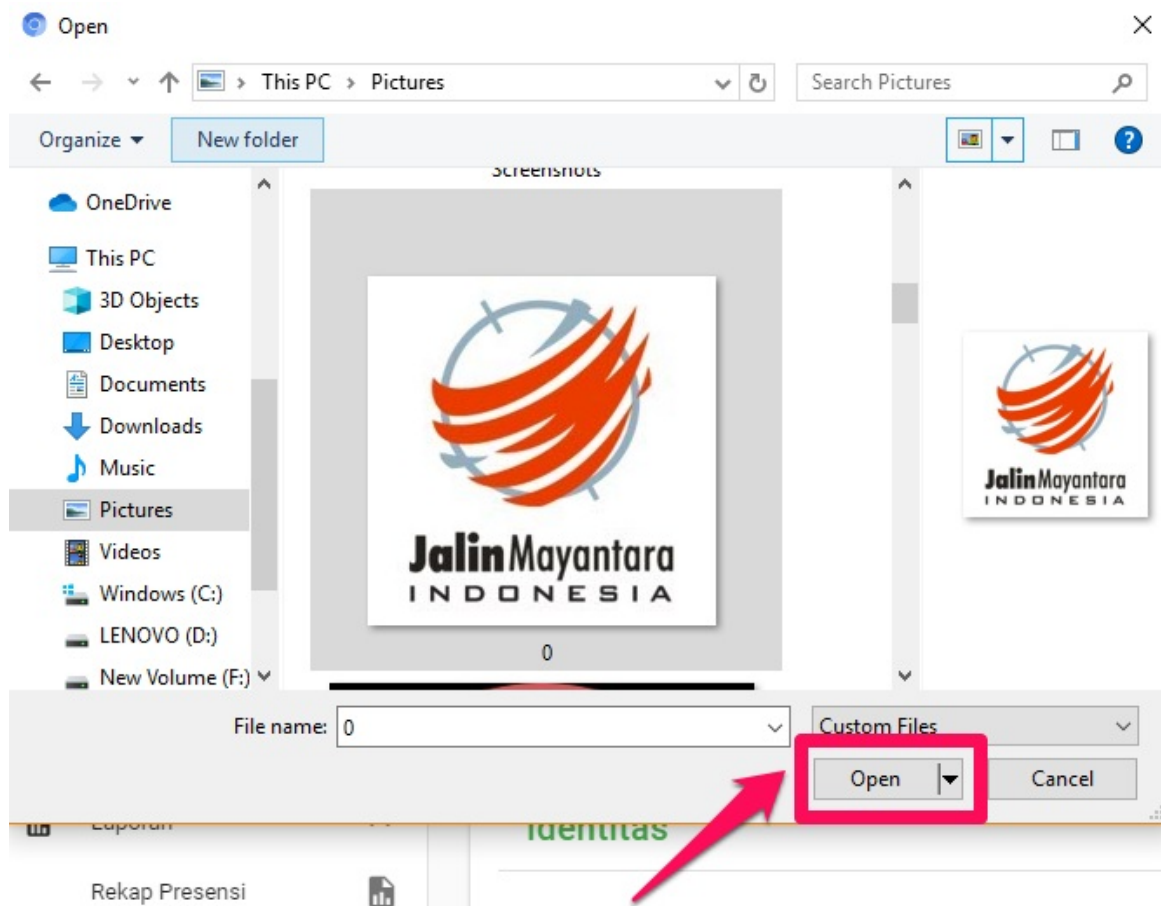 Open
This PC > Pictures
Search Pictures
Organize
New folder
Screenshots
OneDrive
This PC
3D Objects
Desktop
Documents
Downloads
Music
Pictures
Videos
Windows (C:)
LENOVO (D:)
New Volume (F:)
Jalin Mayantara
INDONESIA
0
Jalin Mayantara
INDONESIA
File name: 0
Custom Files
Open
Cancel
Laporan
Identitas
Rekap Presensi